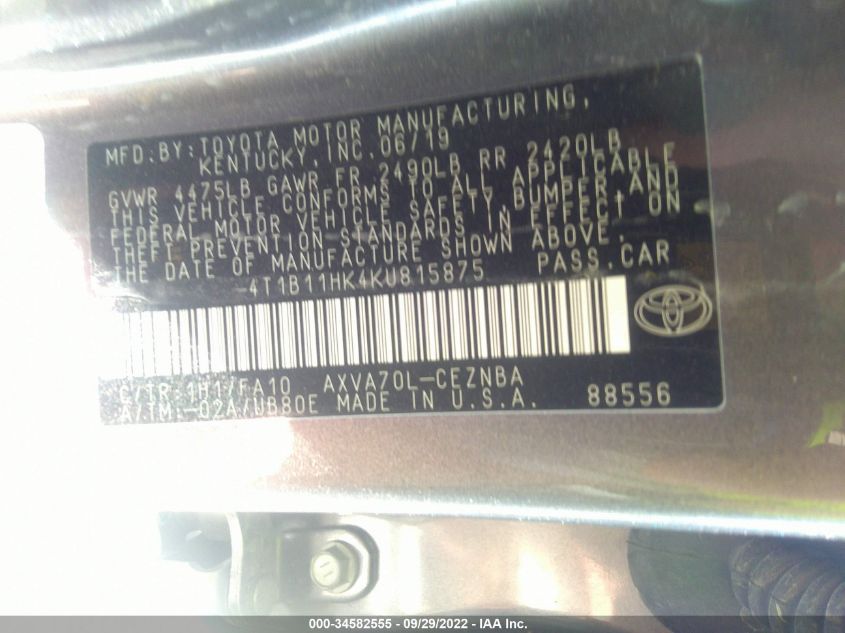 MFD. BY: TOYOTA MOTOR MANUFACTURING,
KENTUCKY, INC. 06/19
GVWR 4475LB GAWR FR 2490LB RR 2420LB
THIS VEHICLE CONFORMS TO ALL APPLICABLE
FEDERAL MOTOR VEHICLE SAFETY, BUMPER, AND
THEFT PREVENTION STANDARDS IN EFFECT ON
THE DATE OF MANUFACTURE SHOWN ABOVE.
4T1B11HK4KU815875 PASS.CAR
C/TR: 1H1/FA10 AXVA70L-CEZNBA
A/TM: -02A/UB80E MADE IN U.S.A. 88556
000-34582555 - 09/29/2022 - IAA Inc.